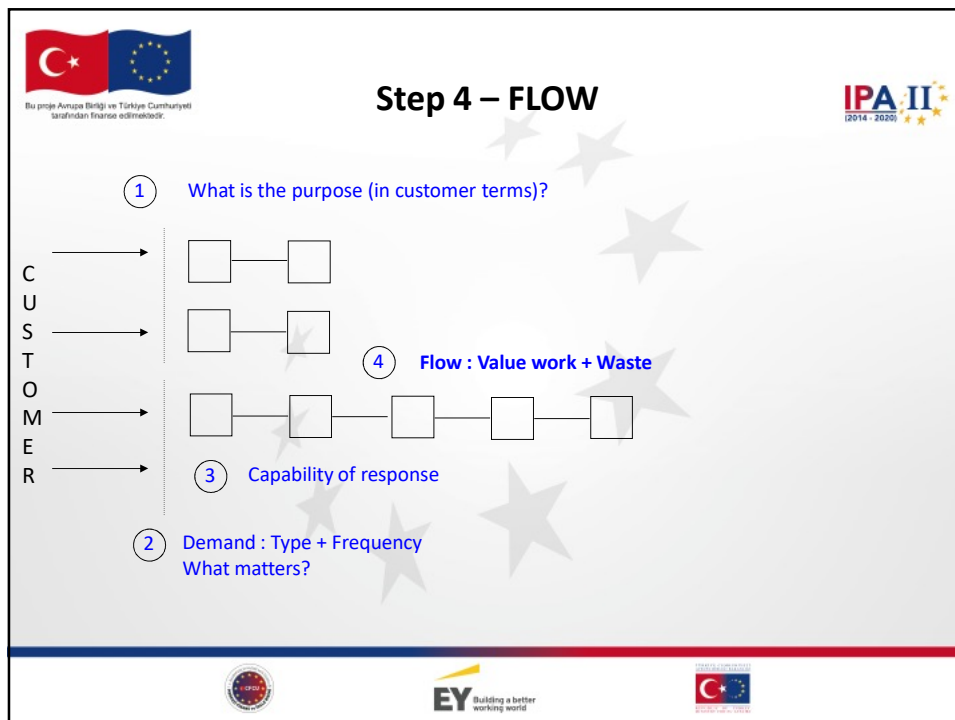 Bu proje Avrupa Birliği ve Türkiye Cumhuriyeti
tarafından finanse edilmektedir.
Step 4 – FLOW
IPA II
(2014 - 2020)
1 What is the purpose (in customer terms)?
C
U
S
T
O
M
E
R
4 Flow : Value work + Waste
3 Capability of response
2 Demand : Type + Frequency
What matters?
CFCU
EY Building a better
working world